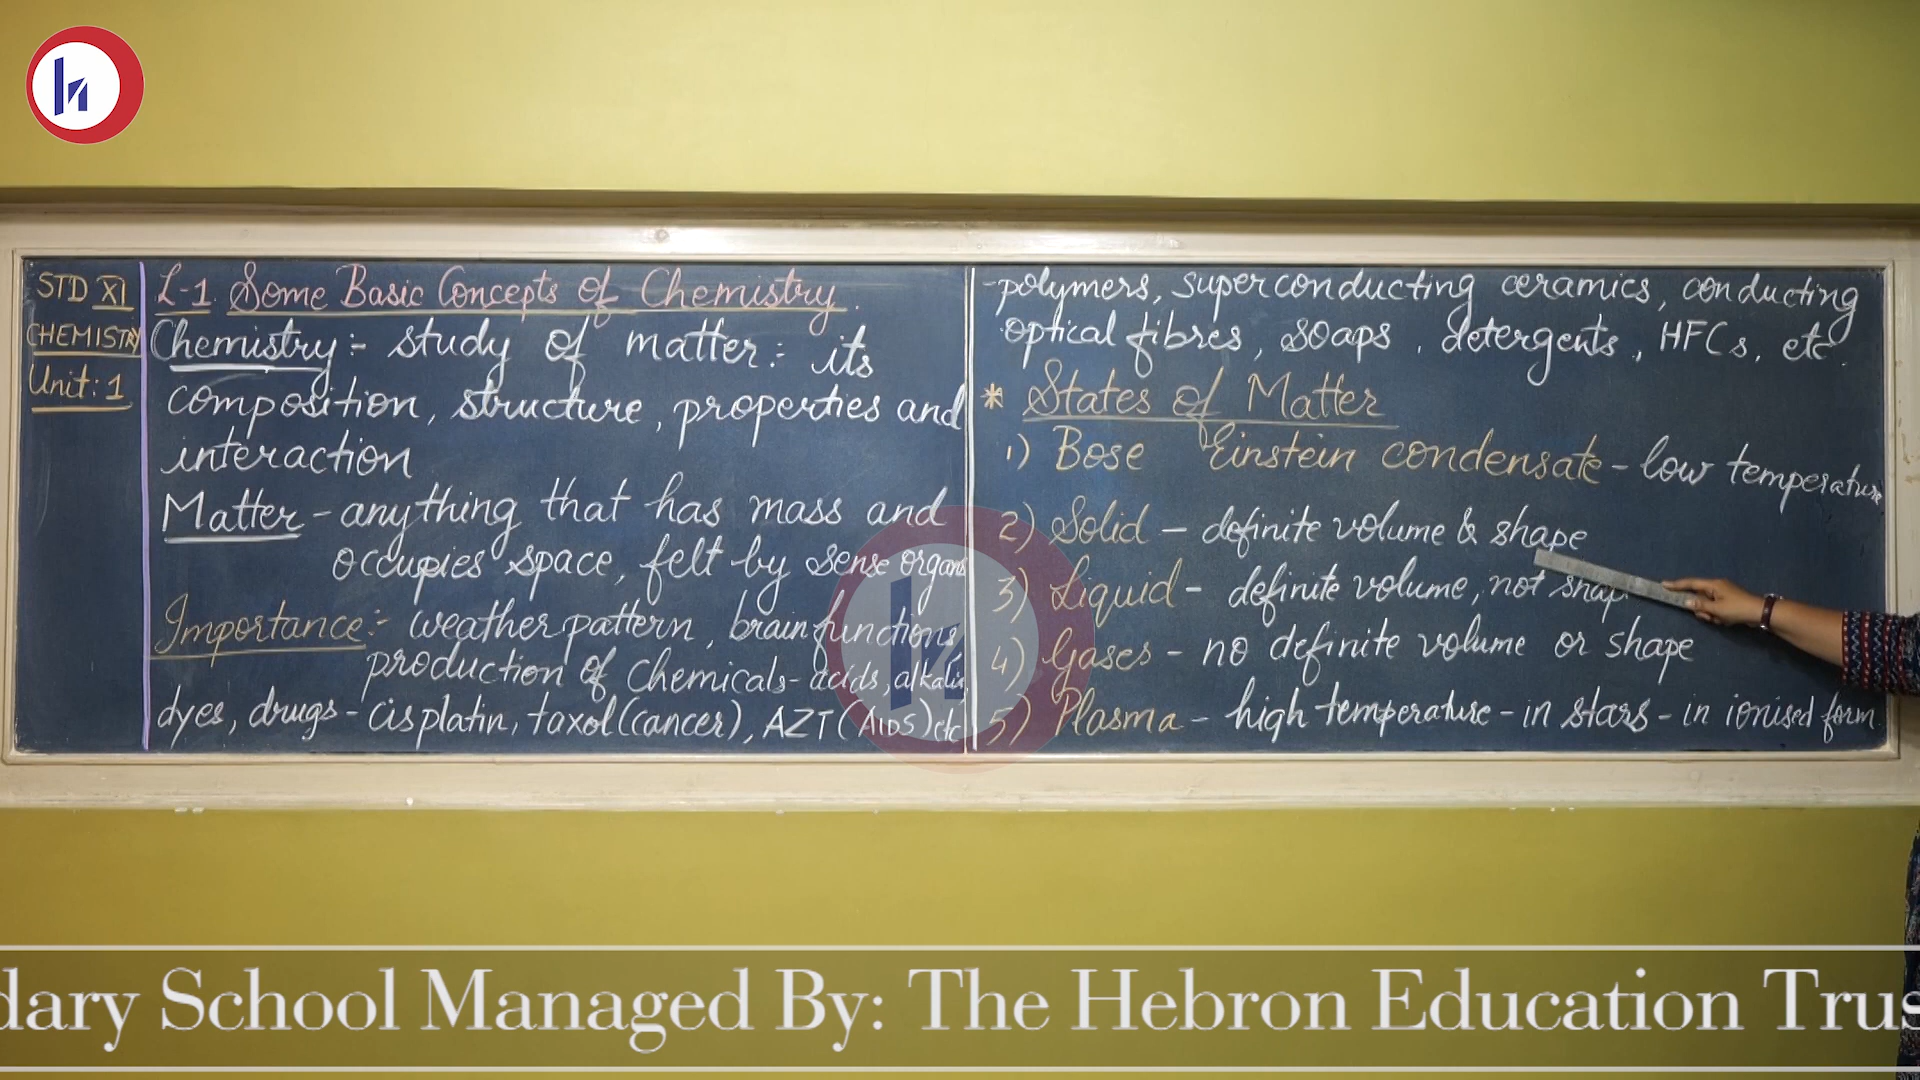 STD XI
CHEMISTRY
Unit: 1
L-1 Some Basic Concepts of Chemistry.
Chemistry:- study of matter: its
composition, structure, properties and
interaction
Matter - anything that has mass and
occupies space, felt by sense organs
Importance:- weather pattern, brain functions,
production of chemicals- acids, alkalis,
dyes, drugs - cisplatin, taxol (cancer), AZT (AIDS) etc
-polymers, superconducting ceramics, conducting
optical fibres, soaps, detergents, HFCs, etc.
* States of Matter
1) Bose Einstein condensate - low temperature
2) Solid - definite volume & shape
3) Liquid - definite volume, not shape
4) Gases - no definite volume or shape
5) Plasma - high temperature - in stars - in ionised form
dary School Managed By: The Hebron Education Trus